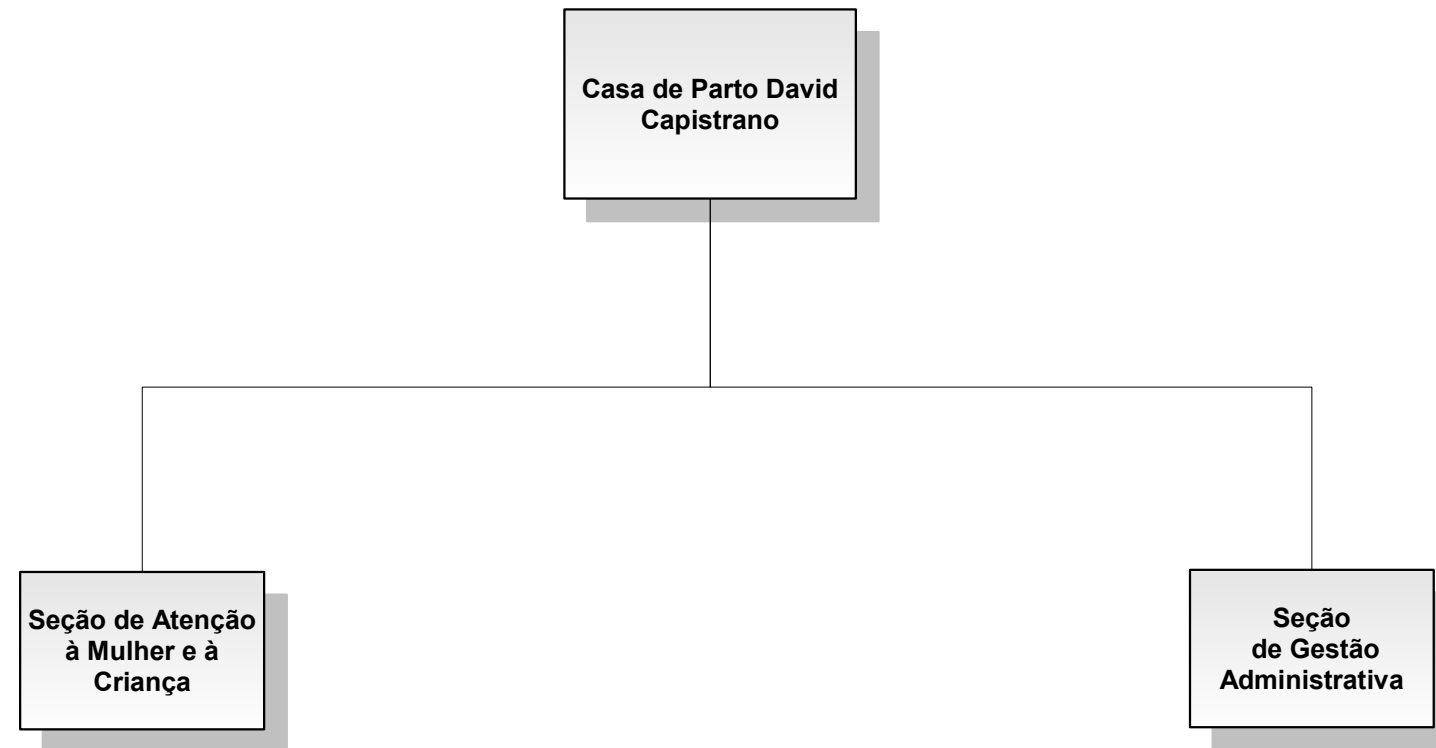 Casa de Parto David
Capistrano
Seção de Atenção
à Mulher e à
Criança
Seção
de Gestão
Administrativa